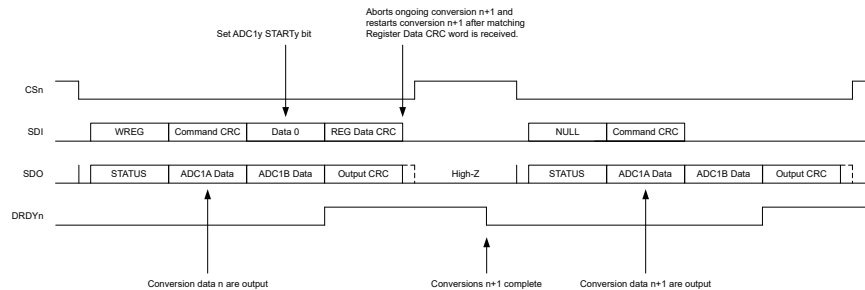 Aborts ongoing conversion n+1 and
restarts conversion n+1 after matching
Register Data CRC word is received.
Set ADC1y STARTy bit
CSn
SDI
WREG
Command CRC
Data 0
REG Data CRC
NULL
Command CRC
SDO
STATUS
ADC1A Data
ADC1B Data
Output CRC
High-Z
STATUS
ADC1A Data
ADC1B Data
Output CRC
DRDYn
Conversion data n are output
Conversions n+1 complete
Conversion data n+1 are output